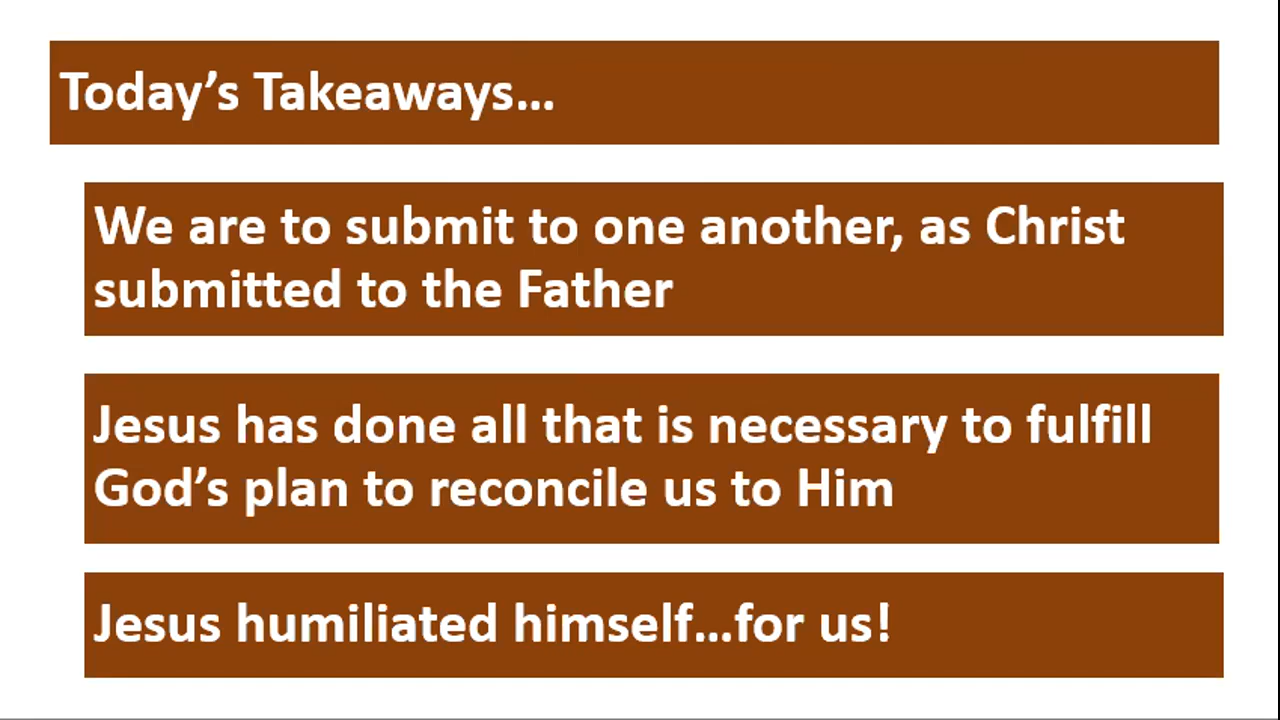 Today’s Takeaways...
We are to submit to one another, as Christ
submitted to the Father
Jesus has done all that is necessary to fulfill
God’s plan to reconcile us to Him
Jesus humiliated himself...for us!